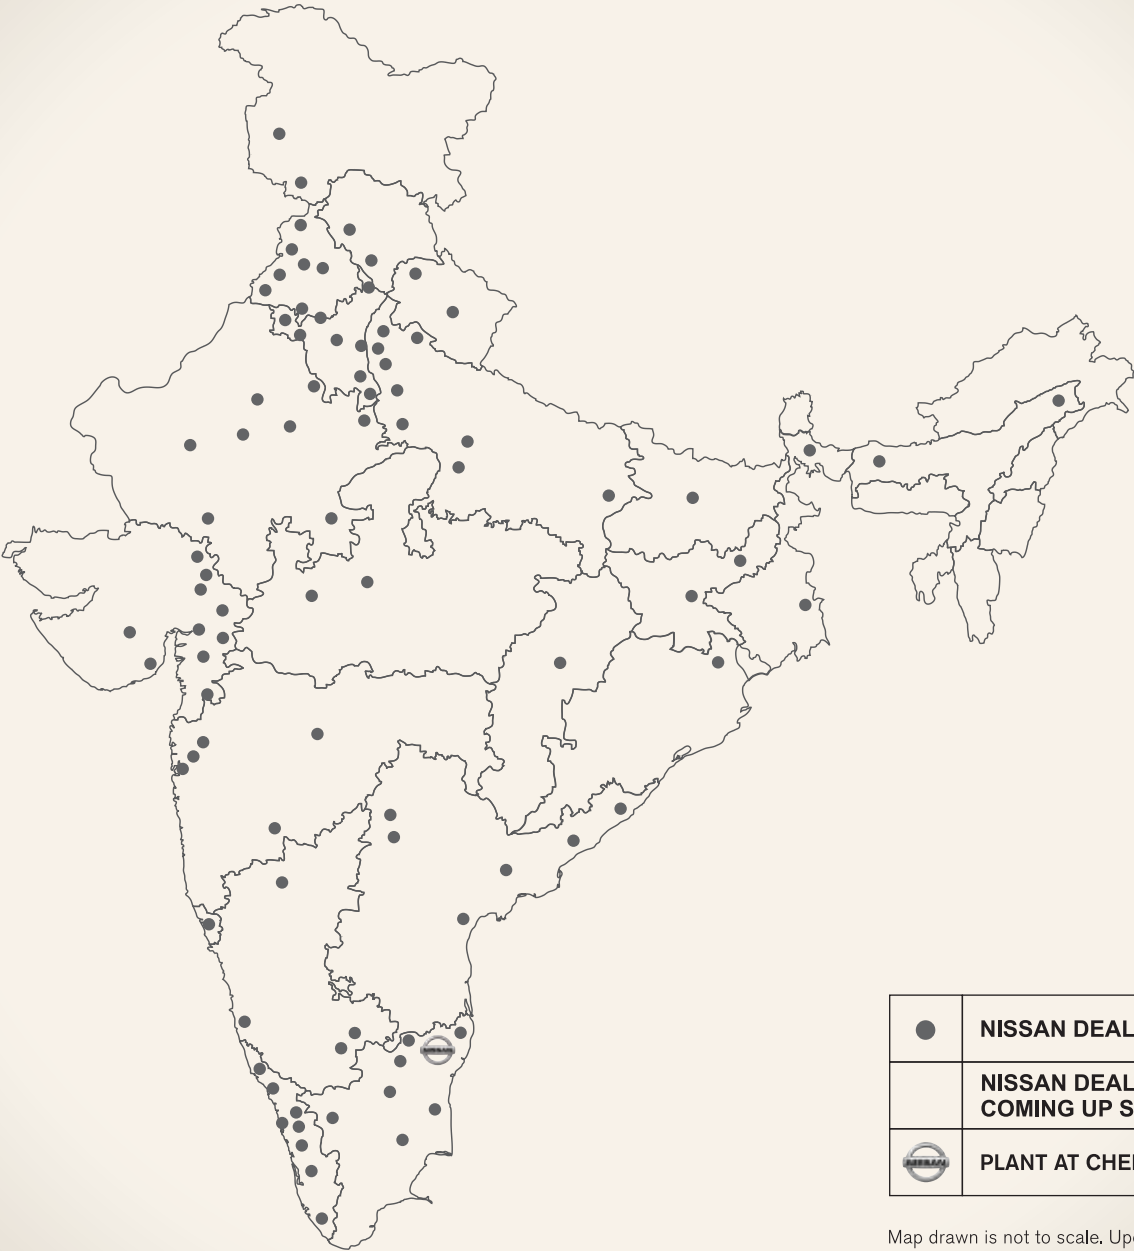 NISSAN DEAL
NISSAN DEAL
COMING UP S
PLANT AT CHE
Map drawn is not to scale. Up